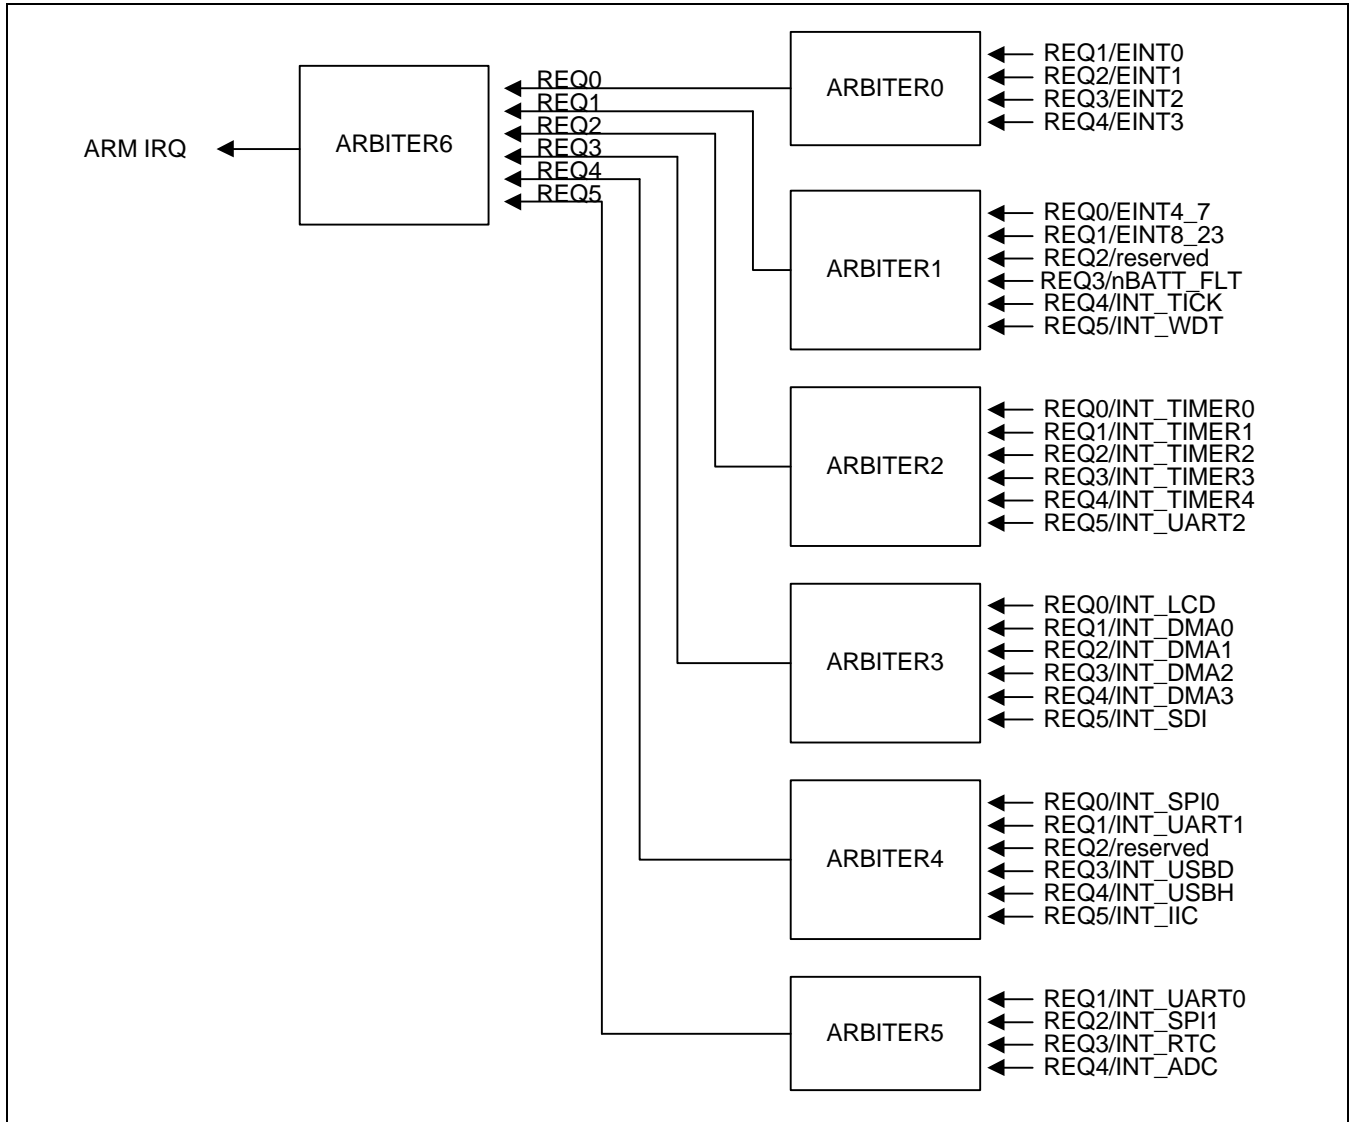 ARM IRQ
ARBITER6
REQ0
REQ1
REQ2
REQ3
REQ4
REQ5
ARBITER0
REQ1/EINT0
REQ2/EINT1
REQ3/EINT2
REQ4/EINT3
ARBITER1
REQ0/EINT4_7
REQ1/EINT8_23
REQ2/reserved
REQ3/nBATT_FLT
REQ4/INT_TICK
REQ5/INT_WDT
ARBITER2
REQ0/INT_TIMER0
REQ1/INT_TIMER1
REQ2/INT_TIMER2
REQ3/INT_TIMER3
REQ4/INT_TIMER4
REQ5/INT_UART2
ARBITER3
REQ0/INT_LCD
REQ1/INT_DMA0
REQ2/INT_DMA1
REQ3/INT_DMA2
REQ4/INT_DMA3
REQ5/INT_SDI
ARBITER4
REQ0/INT_SPI0
REQ1/INT_UART1
REQ2/reserved
REQ3/INT_USBD
REQ4/INT_USBH
REQ5/INT_IIC
ARBITER5
REQ1/INT_UART0
REQ2/INT_SPI1
REQ3/INT_RTC
REQ4/INT_ADC